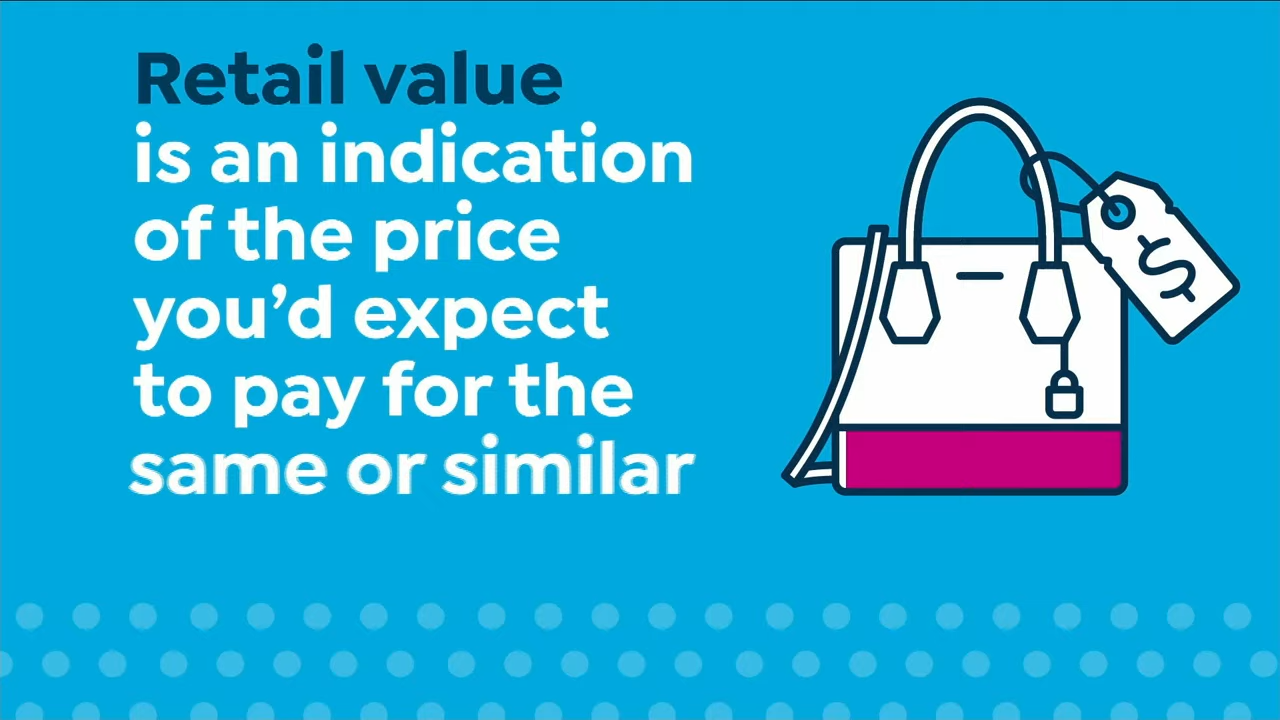 Retail value
is an indication
of the price
you’d expect
to pay for the
same or similar
$